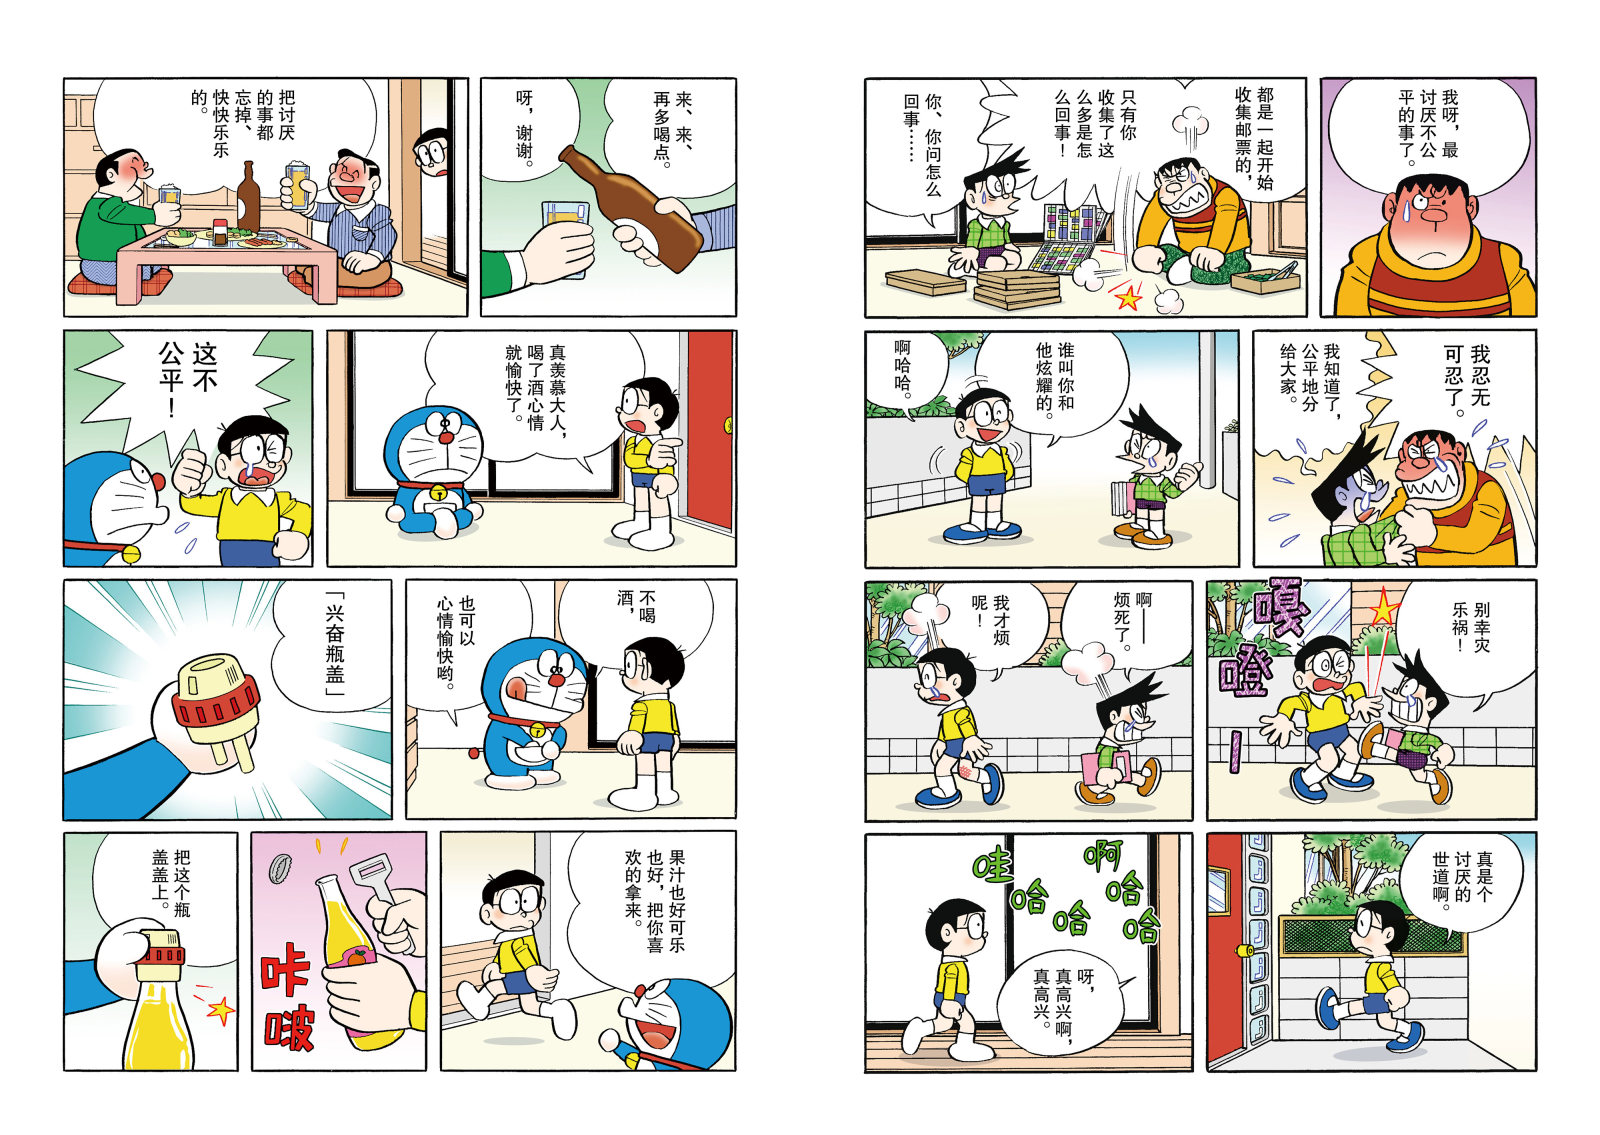 我呀，最
讨厌不公
平的事了。
都是一起开始
收集邮票的，
只有你
收集了这
么多是怎
么回事！
你、你问怎么
回事……
我忍无
可忍了。
我知道了，
公平地分
给大家。
谁叫你和
他炫耀的。
啊哈哈。
别幸灾
乐祸！
嘎
噔
！
啊——
烦死了。
我才烦
呢！
真是个
讨厌的
世道啊。
啊哈哈哈
哇哈哈
呀，
真高兴啊，
真高兴。
来、来、
再多喝点。
呀，谢谢。
把讨厌
的事都
忘掉、
快快乐乐
的。
真羡慕大人，
喝了酒心情
就愉快了。
这不
公平！
不喝
酒，
也可以
心情愉快哟。
「兴奋瓶盖」
果汁也好可乐
也好，把你喜
欢的拿来。
咔
啵
把这个瓶
盖盖上。